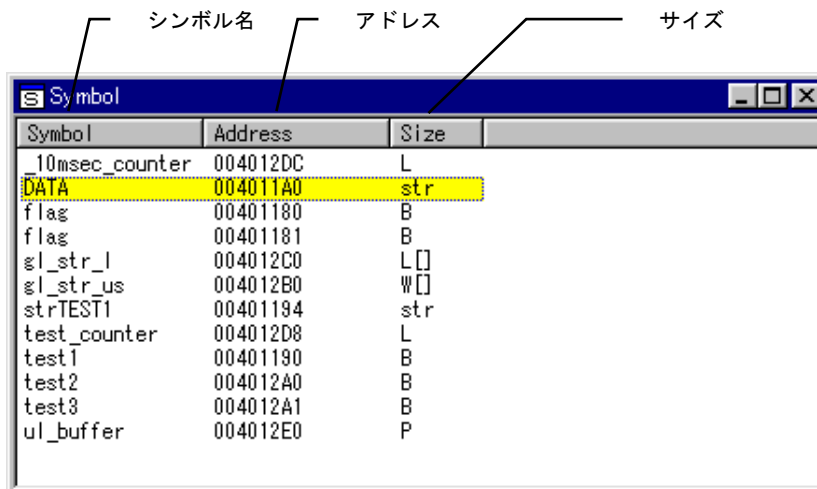 シンボル名 アドレス サイズ
S Symbol
Symbol Address Size
_10msec_counter 004012DC L
DATA 004011A0 str
flag 00401180 B
flag 00401181 B
gl_str_l 004012C0 L[]
gl_str_us 004012B0 W[]
strTEST1 00401194 str
test_counter 004012D8 L
test1 00401190 B
test2 004012A0 B
test3 004012A1 B
ul_buffer 004012E0 P